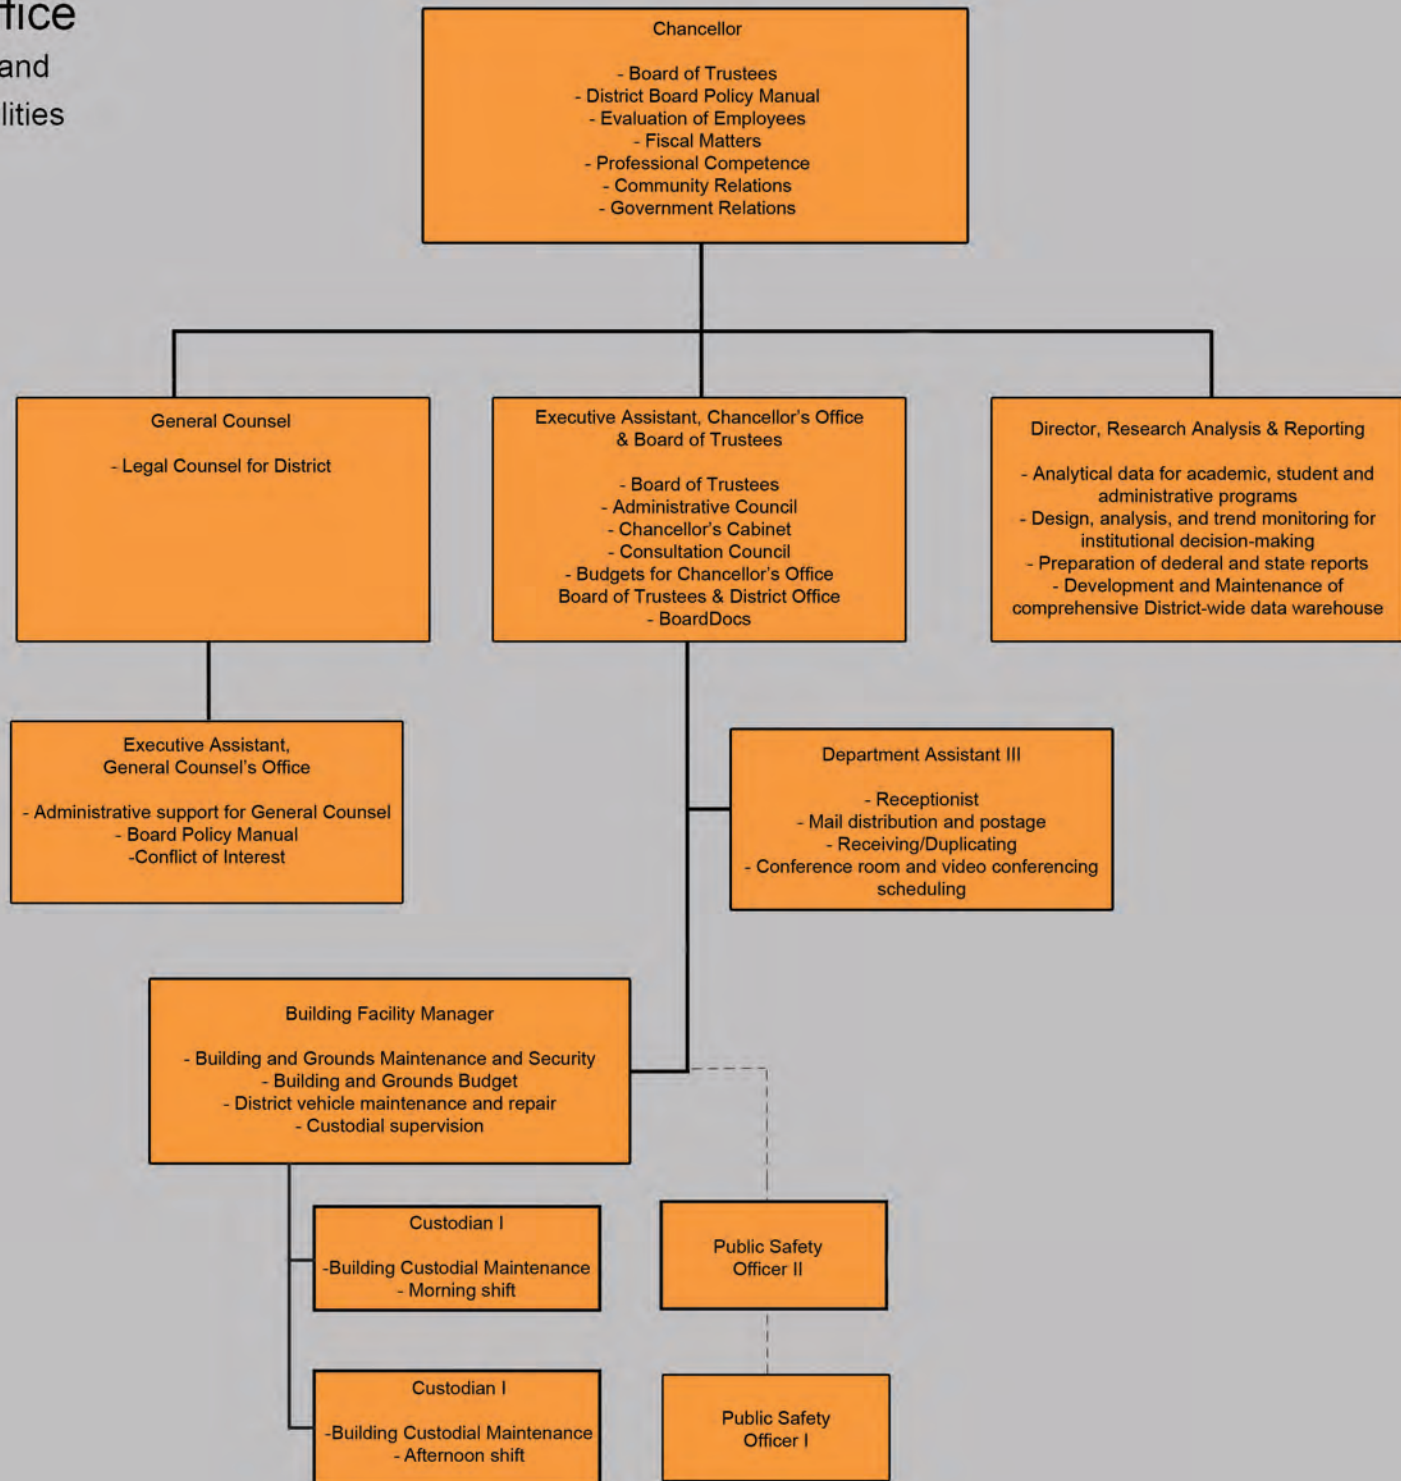 and
Chancellor
- Board of Trustees
- District Board Policy Manual
- Evaluation of Employees
- Fiscal Matters
- Professional Competence
- Community Relations
- Government Relations
General Counsel
- Legal Counsel for District
Executive Assistant, Chancellor's Office
& Board of Trustees
- Board of Trustees
- Administrative Council
- Chancellor's Cabinet
- Consultation Council
- Budgets for Chancellor's Office
Board of Trustees & District Office
- BoardDocs
Director, Research Analysis & Reporting
- Analytical data for academic, student and
administrative programs
- Design, analysis, and trend monitoring for
institutional decision-making
- Preparation of dederal and state reports
- Development and Maintenance of
comprehensive District-wide data warehouse
Executive Assistant,
General Counsel's Office
- Administrative support for General Counsel
- Board Policy Manual
-Conflict of Interest
Department Assistant III
- Receptionist
- Mail distribution and postage
- Receiving/Duplicating
- Conference room and video conferencing
scheduling
Building Facility Manager
- Building and Grounds Maintenance and Security
- Building and Grounds Budget
- District vehicle maintenance and repair
- Custodial supervision
Custodian I
-Building Custodial Maintenance
- Morning shift
Public Safety
Officer II
Custodian I
-Building Custodial Maintenance
- Afternoon shift
Public Safety
Officer I